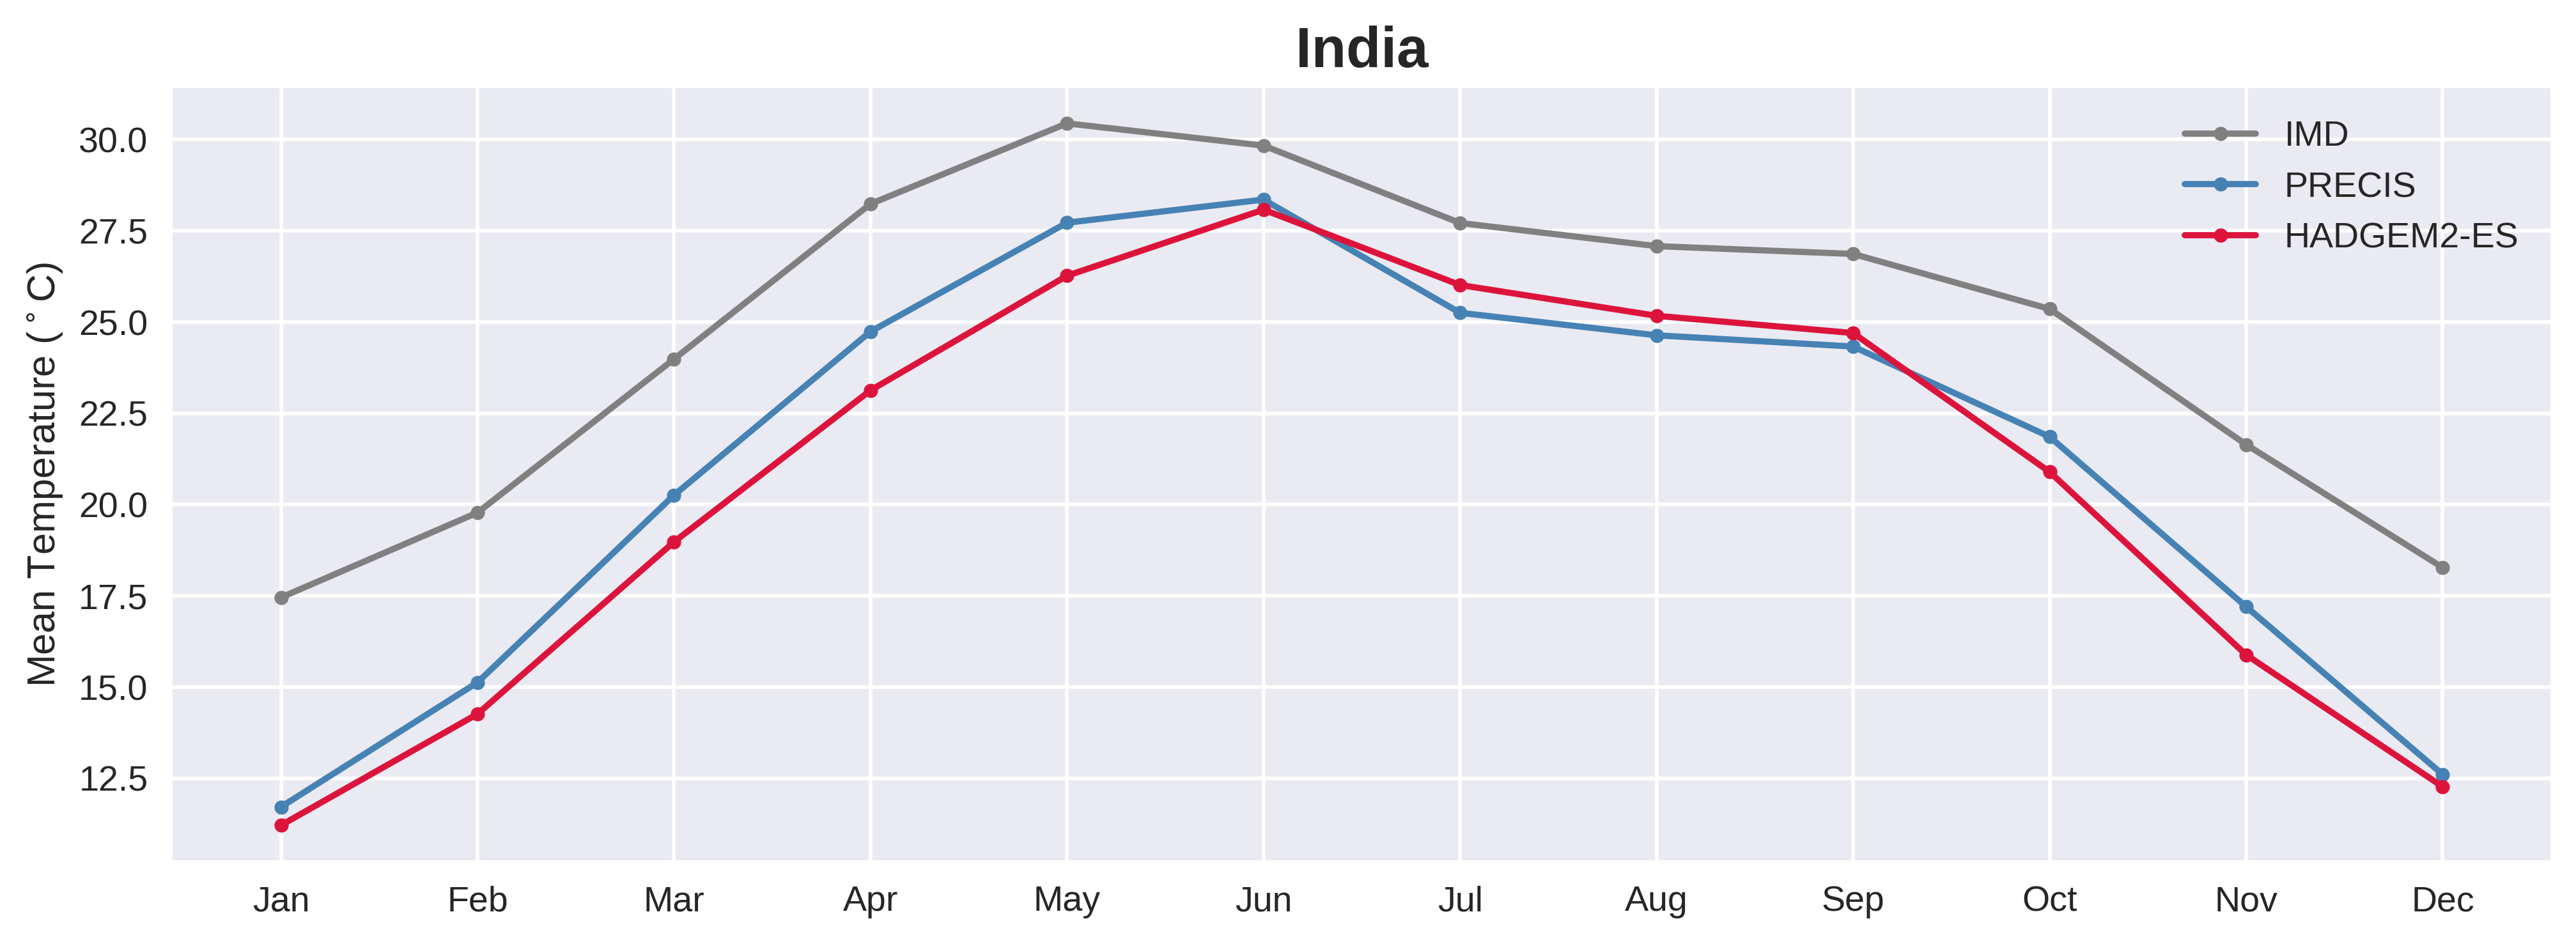 India
Mean Temperature (°C)
30.0
27.5
25.0
22.5
20.0
17.5
15.0
12.5
IMD
PRECIS
HADGEM2-ES
Jan Feb Mar Apr May Jun Jul Aug Sep Oct Nov Dec